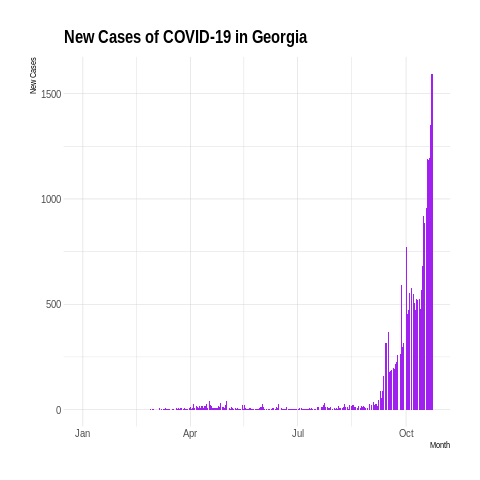 New Cases of COVID-19 in Georgia
New Cases
1500
1000
500
0
Jan Apr Jul Oct
Month